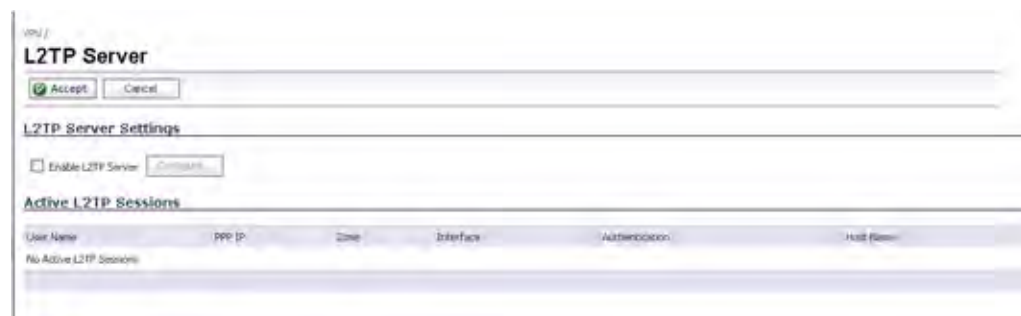 VPN /
L2TP Server
Accept Cancel
L2TP Server Settings
Enable L2TP Server Configure...
Active L2TP Sessions
User Name PPP IP Zone Interface Authentication Host Name
No Active L2TP Sessions